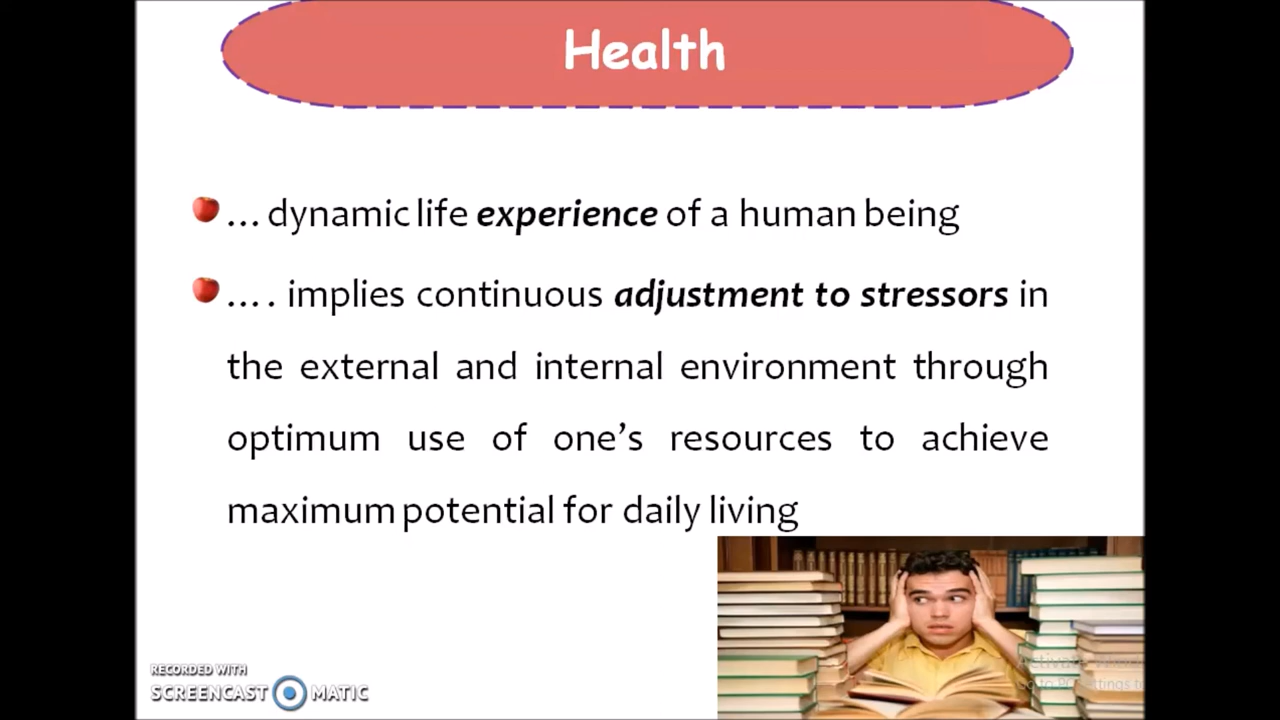 Health
... dynamic life experience of a human being
.... implies continuous adjustment to stressors in
the external and internal environment through
optimum use of one’s resources to achieve
maximum potential for daily living
RECORDED WITH
SCREENCAST MATIC